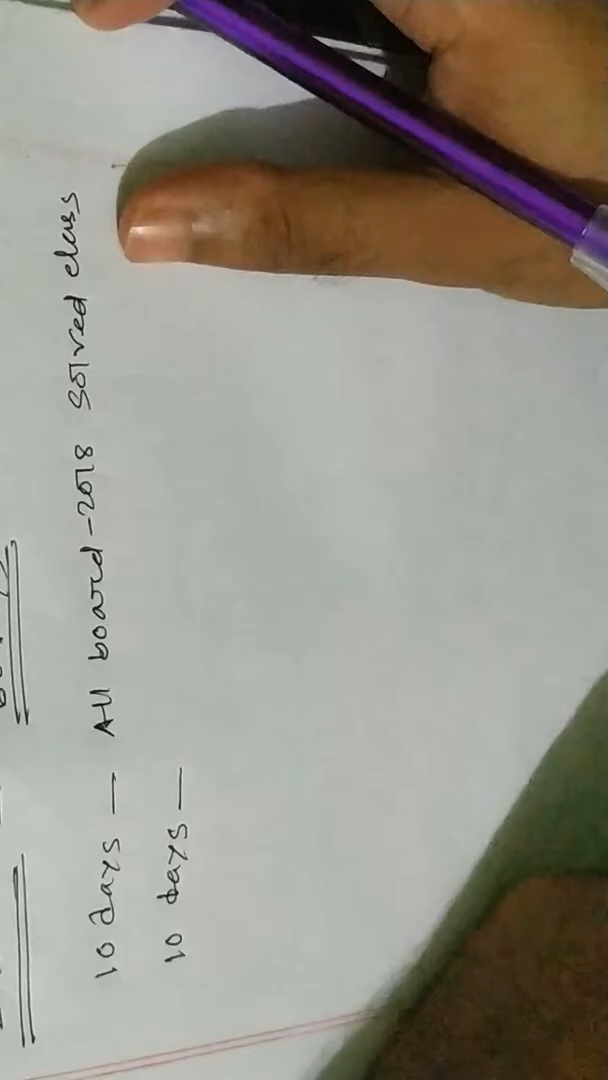 10 days — All board-2018 solved class
10 days —